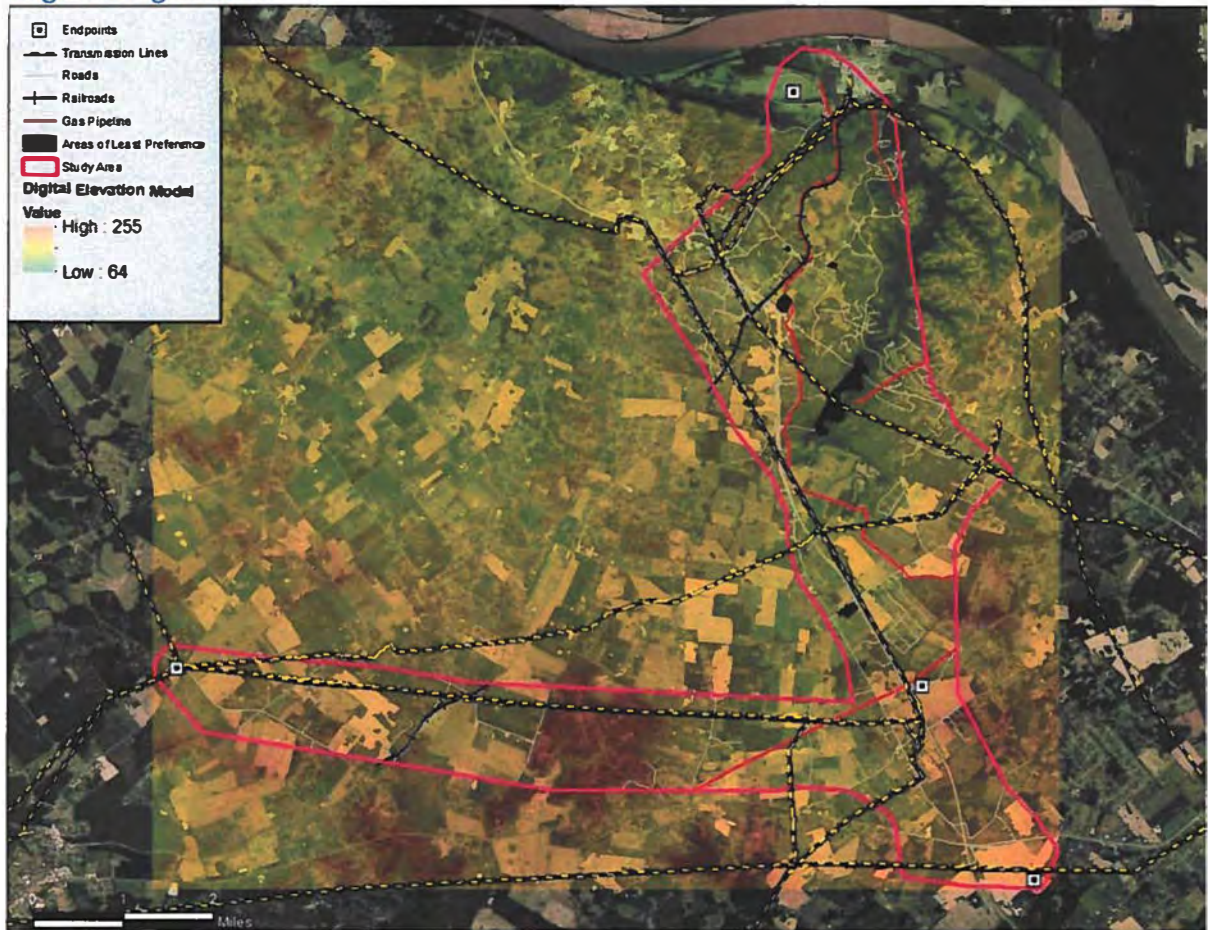 Endpoints
Transmission Lines
Roads
Railroads
Gas Pipeline
Areas of Least Preference
Study Area
Digital Elevation Model
Value
High : 255
Low : 64
0 1 2
Miles